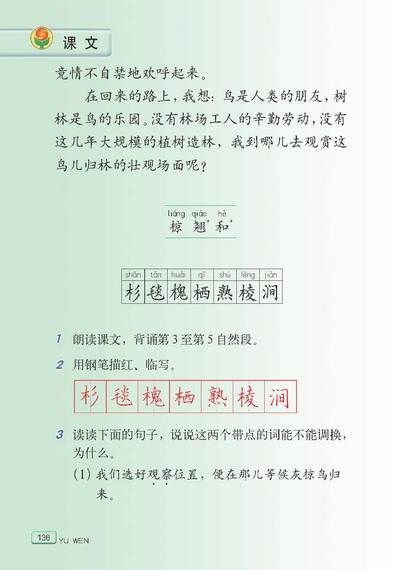 课文
竟情不自禁地欢呼起来。
在回来的路上,我想:鸟是人类的朋友,树
林是鸟的乐园。没有林场工人的辛勤劳动,没有
这几年大规模的植树造林,我到哪儿去观赏这
鸟儿归林的壮观场面呢?
liáng qiáo hè
椋 翘* 和*
shān tǎn huái qī shú léng jiàn
杉毯槐栖熟棱涧
1 朗读课文,背诵第3至第5自然段。
2 用钢笔描红、临写。
杉毯槐栖熟棱涧
3 读读下面的句子,说说这两个带点的词能不能调换,
为什么。
(1) 我们选好观察位置,便在那儿等候灰椋鸟归
来。
136 YU WEN